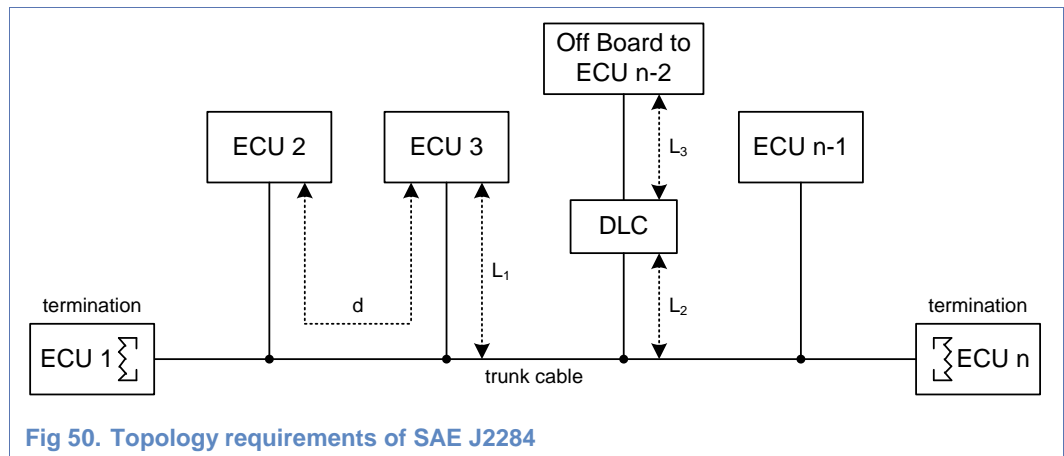 Off Board to
ECU n-2
ECU 2
ECU 3
L3
ECU n-1
DLC
L1
L2
d
termination
termination
ECU 1
ECU n
trunk cable
Fig 50. Topology requirements of SAE J2284